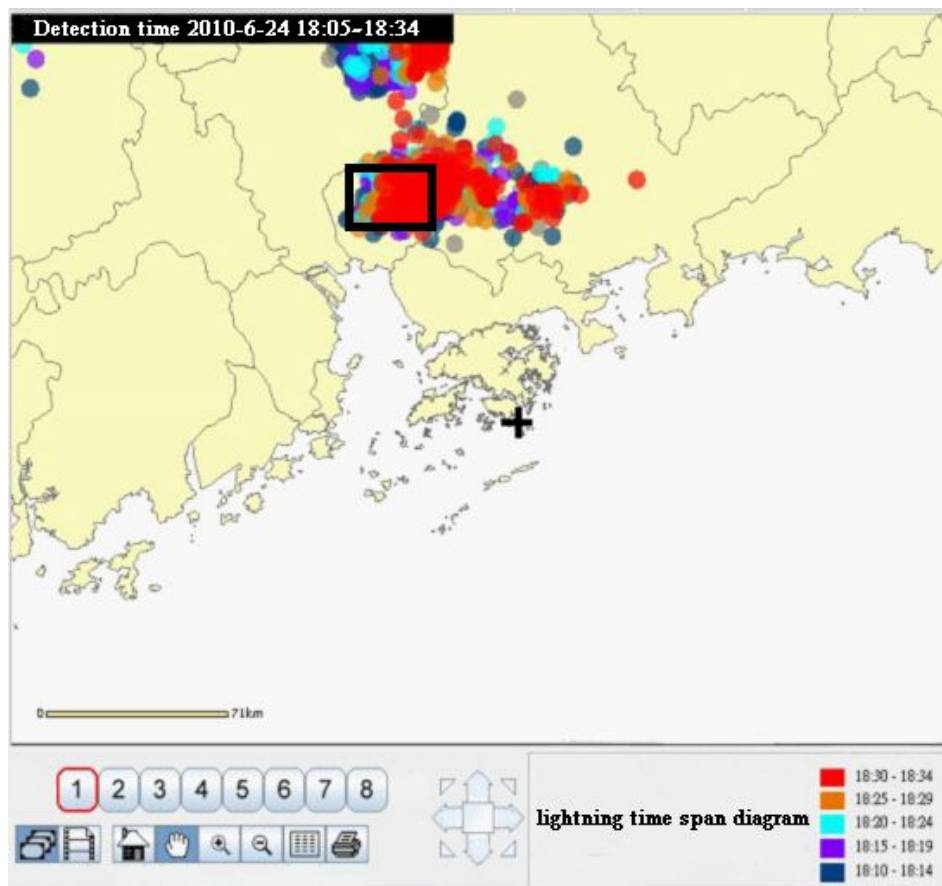 Detection time 2010-6-24 18:05~18:34
0 71km
1 2 3 4 5 6 7 8
lightning time span diagram
18:30 - 18:34
18:25 - 18:29
18:20 - 18:24
18:15 - 18:19
18:10 - 18:14